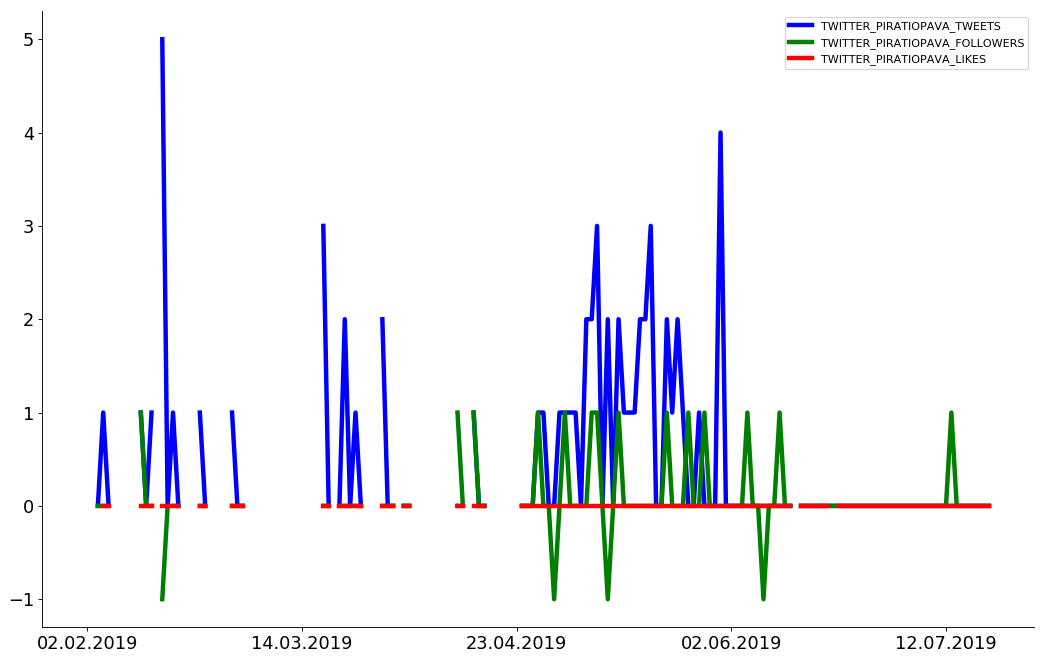 TWITTER_PIRATIOPAVA_TWEETS
TWITTER_PIRATIOPAVA_FOLLOWERS
TWITTER_PIRATIOPAVA_LIKES
5
4
3
2
1
0
−1
02.02.2019 14.03.2019 23.04.2019 02.06.2019 12.07.2019